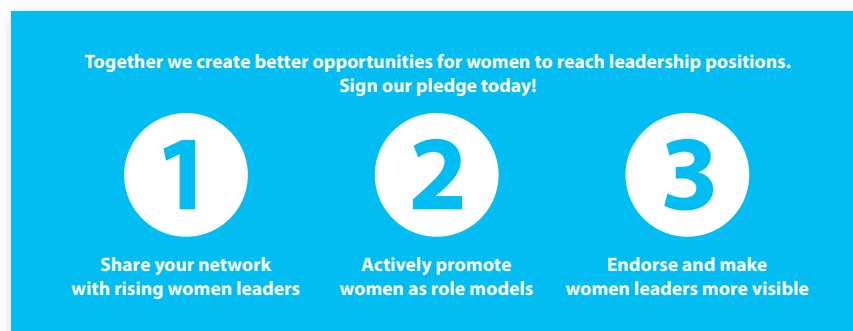 Together we create better opportunities for women to reach leadership positions.
Sign our pledge today!
1
2
3
Share your network
with rising women leaders
Actively promote
women as role models
Endorse and make
women leaders more visible